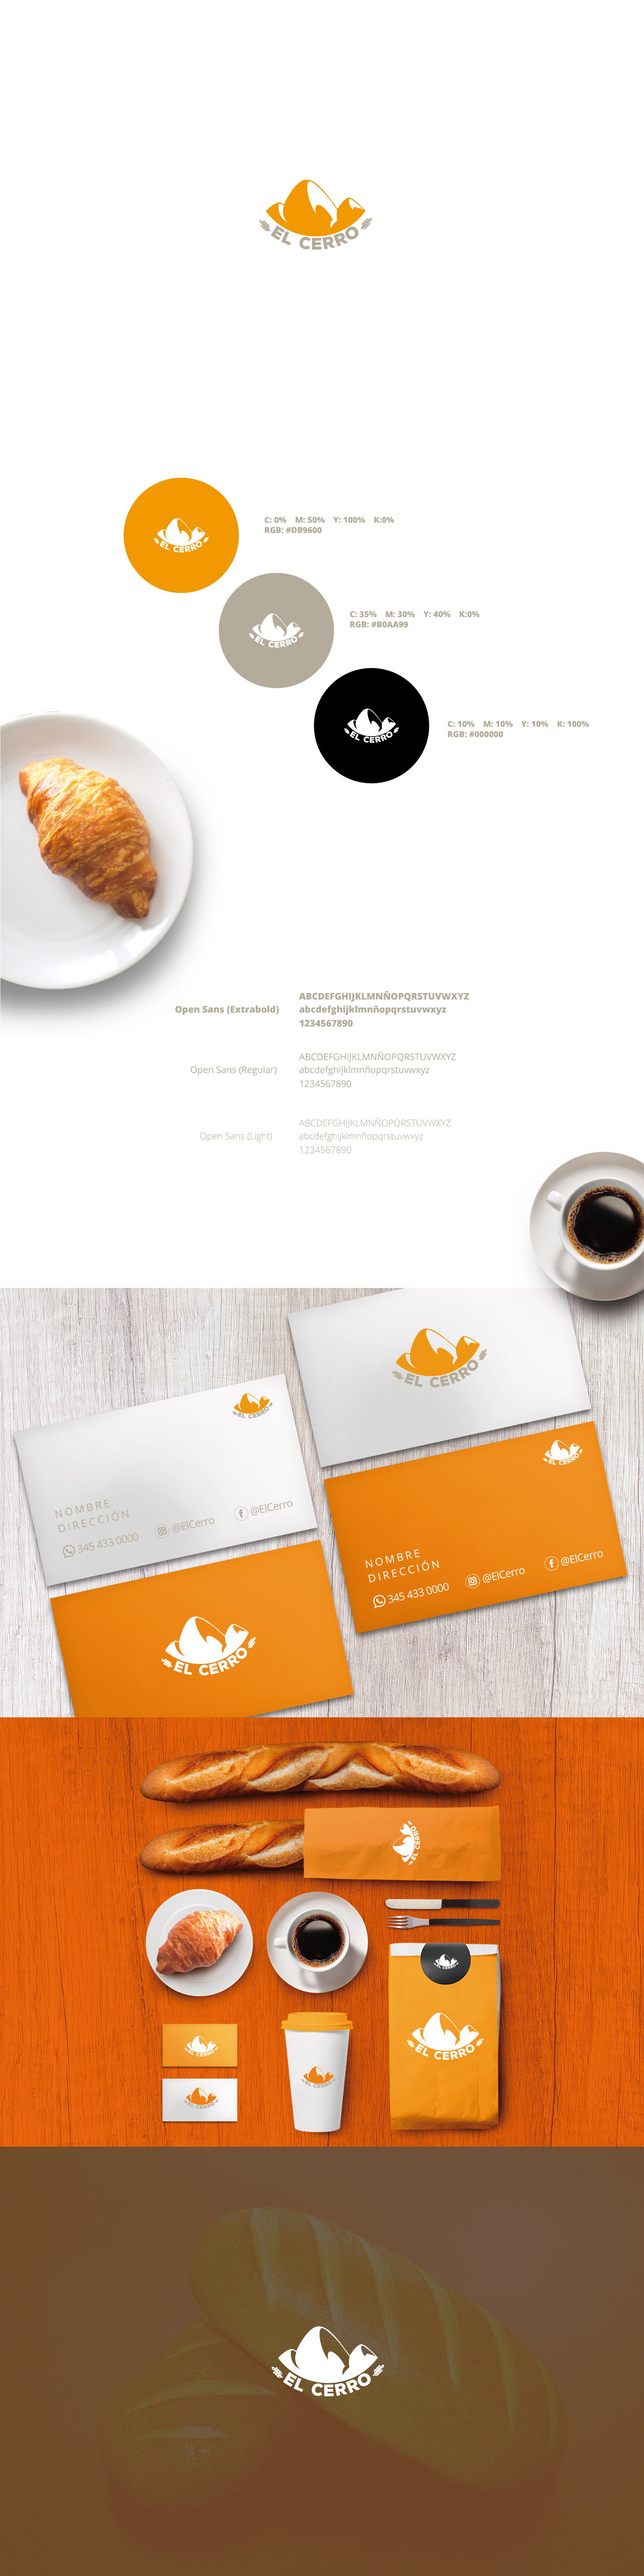 EL CERRO
EL CERRO
C: 0% M: 50% Y: 100% K:0%
RGB: #DB9600
EL CERRO
C: 35% M: 30% Y: 40% K:0%
RGB: #B0AA99
EL CERRO
C: 10% M: 10% Y: 10% K: 100%
RGB: #000000
Open Sans (Extrabold)
ABCDEFGHIJKLMNÑOPQRSTUVWXYZ
abcdefghijklmnñopqrstuvwxyz
1234567890
Open Sans (Regular)
ABCDEFGHIJKLMNÑOPQRSTUVWXYZ
abcdefghijklmnñopqrstuvwxyz
1234567890
Open Sans (Light)
ABCDEFGHIJKLMNÑOPQRSTUVWXYZ
abcdefghijklmnñopqrstuvwxyz
1234567890
EL CERRO
EL CERRO
NOMBRE
DIRECCIÓN
345 433 0000 @ElCerro @ElCerro
EL CERRO
NOMBRE
DIRECCIÓN
345 433 0000 @ElCerro @ElCerro
EL CERRO
EL CERRO
EL CERRO
EL CERRO
EL CERRO
EL CERRO
EL CERRO
EL CERRO